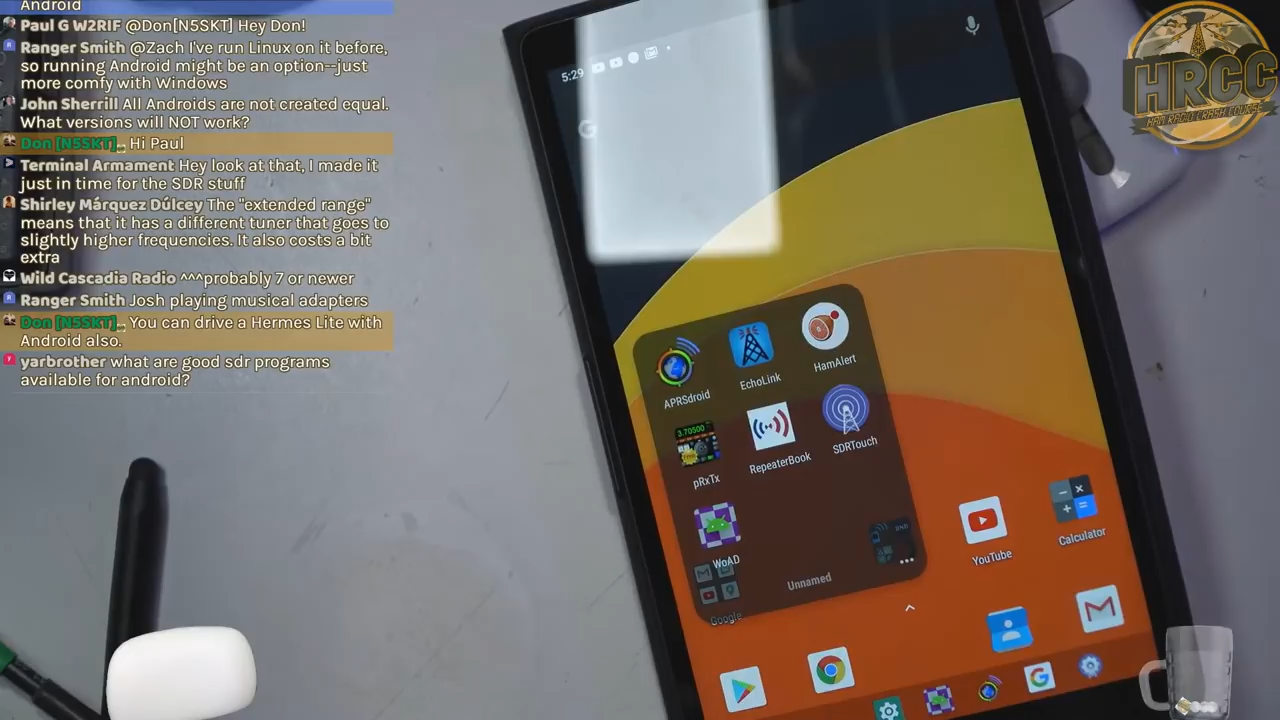 Android
Paul G W2RIF @Don[N5SKT] Hey Don!
Ranger Smith @Zach I've run Linux on it before,
so running Android might be an option--just
more comfy with Windows
John Sherrill All Androids are not created equal.
What versions will NOT work?
Don [N5SKT]_ Hi Paul
Terminal Armament Hey look at that, I made it
just in time for the SDR stuff
Shirley Márquez Dúlcey The "extended range"
means that it has a different tuner that goes to
slightly higher frequencies. It also costs a bit
extra
Wild Cascadia Radio ^^^probably 7 or newer
Ranger Smith Josh playing musical adapters
Don [N5SKT]_ You can drive a Hermes Lite with
Android also.
yarbrother what are good sdr programs
available for android?
5:29
G
APRSdroid
EchoLink
HamAlert
3.70500
pRxTx
RepeaterBook
SDRTouch
WoAD
Unnamed
Google
YouTube
Calculator
HRCC
HAM RADIO CRASH COURSE